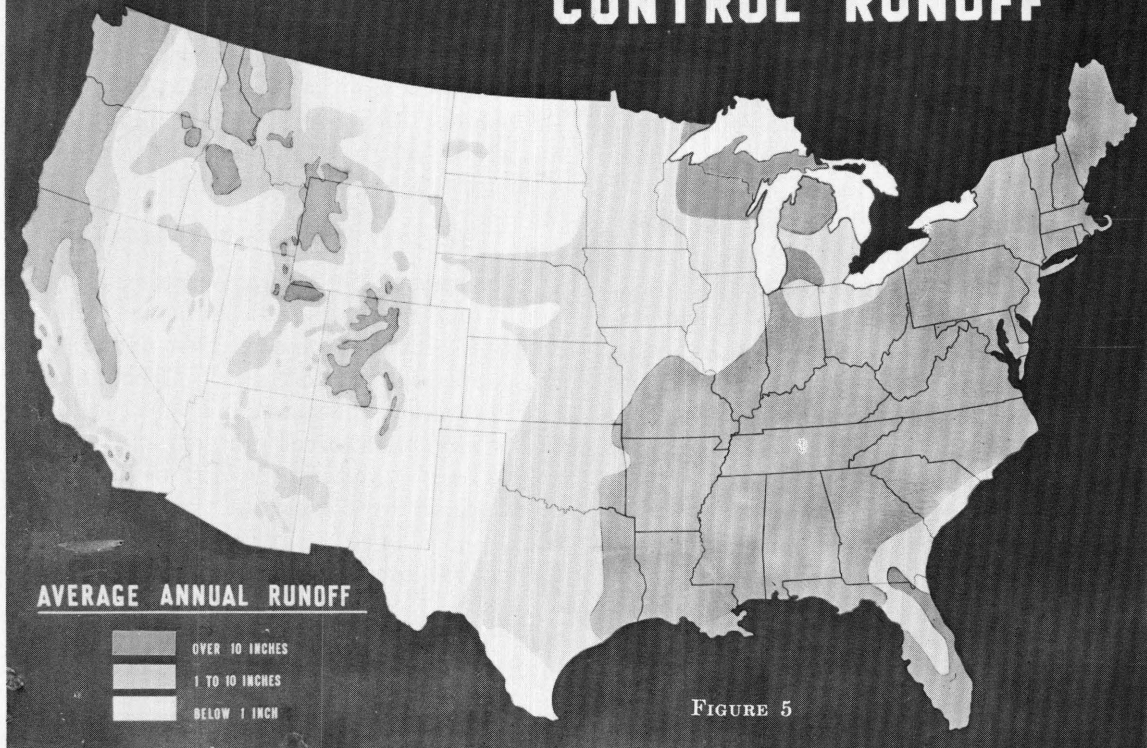 CONTROL RUNOFF
AVERAGE ANNUAL RUNOFF
OVER 10 INCHES
1 TO 10 INCHES
BELOW 1 INCH
FIGURE 5